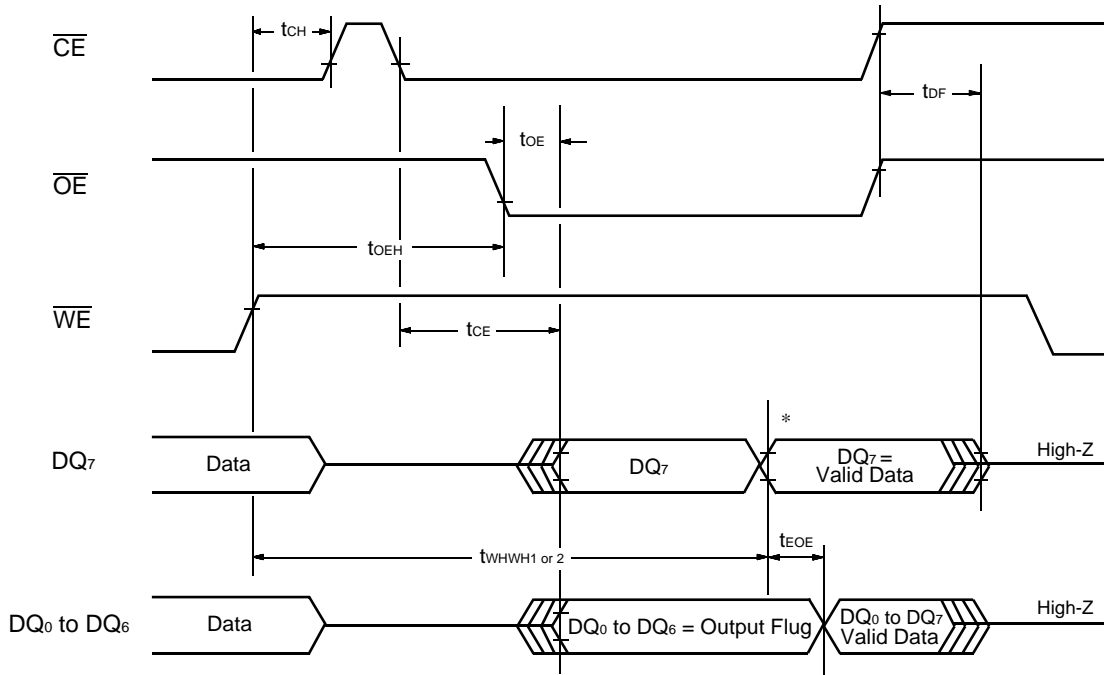 tCH
CE
tDF
tOE
OE
tOEH
WE
tCE
*
DQ7
Data
DQ7
DQ7 =
Valid Data
High-Z
tWHWH1 or 2
tEOE
DQ0 to DQ6
Data
DQ0 to DQ6 = Output Flug
DQ0 to DQ7
Valid Data
High-Z